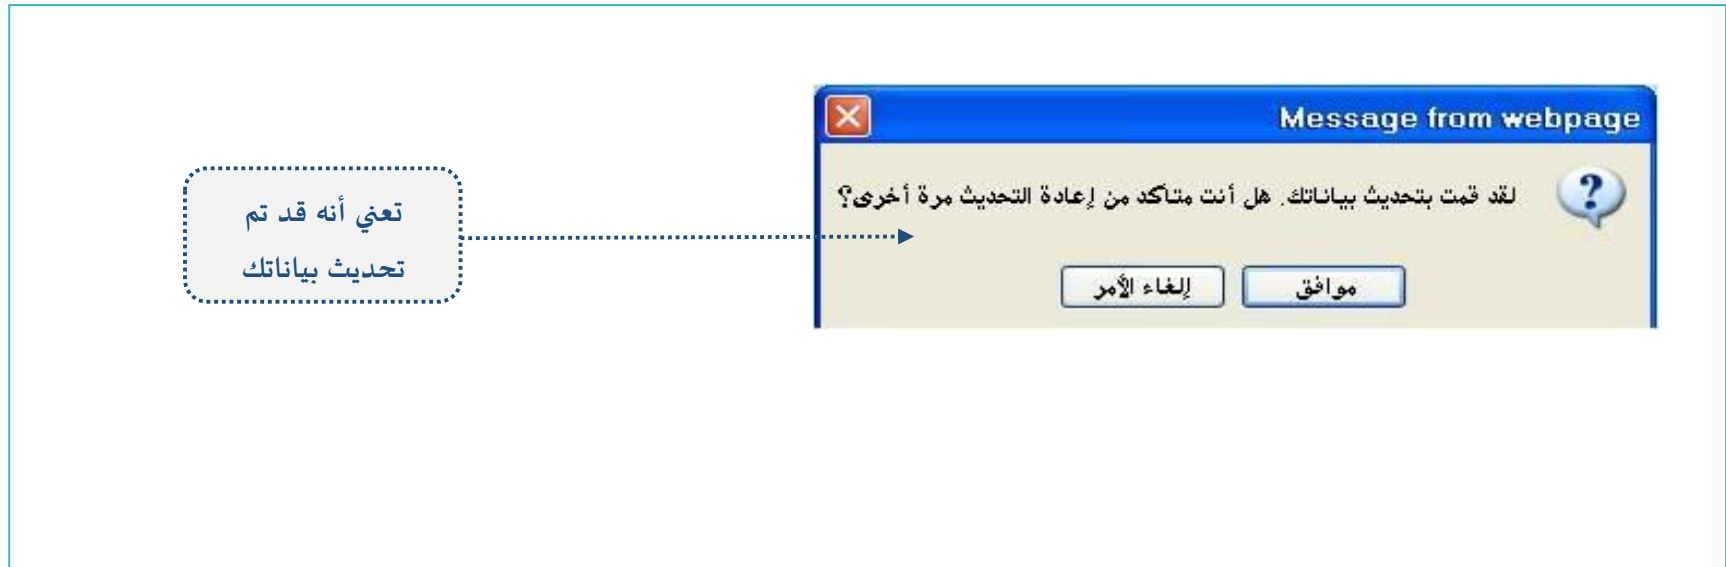 Message from webpage
لقد قمت بتحديث بياناتك. هل أنت متأكد من إعادة التحديث مرة أخرى؟
موافق
إلغاء الأمر
تعني أنه قد تم
تحديث بياناتك